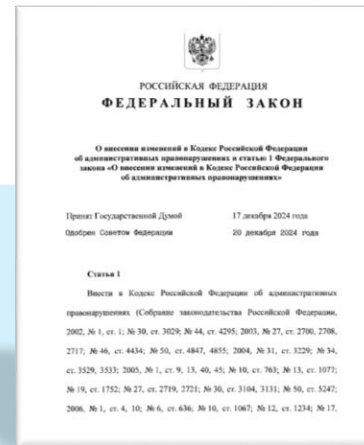 РОССИЙСКАЯ ФЕДЕРАЦИЯ
ФЕДЕРАЛЬНЫЙ ЗАКОН
О внесении изменений в Кодекс Российской Федерации
об административных правонарушениях и статью 1 Федерального
закона «О внесении изменений в Кодекс Российской Федерации
об административных правонарушениях»
Принят Государственной Думой 17 декабря 2024 года
Одобрен Советом Федерации 20 декабря 2024 года
Статья 1
Внести в Кодекс Российской Федерации об административных
правонарушениях (Собрание законодательства Российской Федерации,
2002, № 1, ст. 1; № 30, ст. 3029; № 44, ст. 4295; 2003, № 27, ст. 2700, 2708,
2717; № 46, ст. 4434; № 50, ст. 4847, 4855; 2004, № 31, ст. 3229; № 34,
ст. 3529, 3533; 2005, № 1, ст. 9, 13, 40, 45; № 10, ст. 763; № 13, ст. 1077;
№ 19, ст. 1752; № 27, ст. 2719, 2721; № 30, ст. 3104, 3131; № 50, ст. 5247;
2006, № 1, ст. 4, 10; № 6, ст. 636; № 10, ст. 1067; № 12, ст. 1234; № 17,